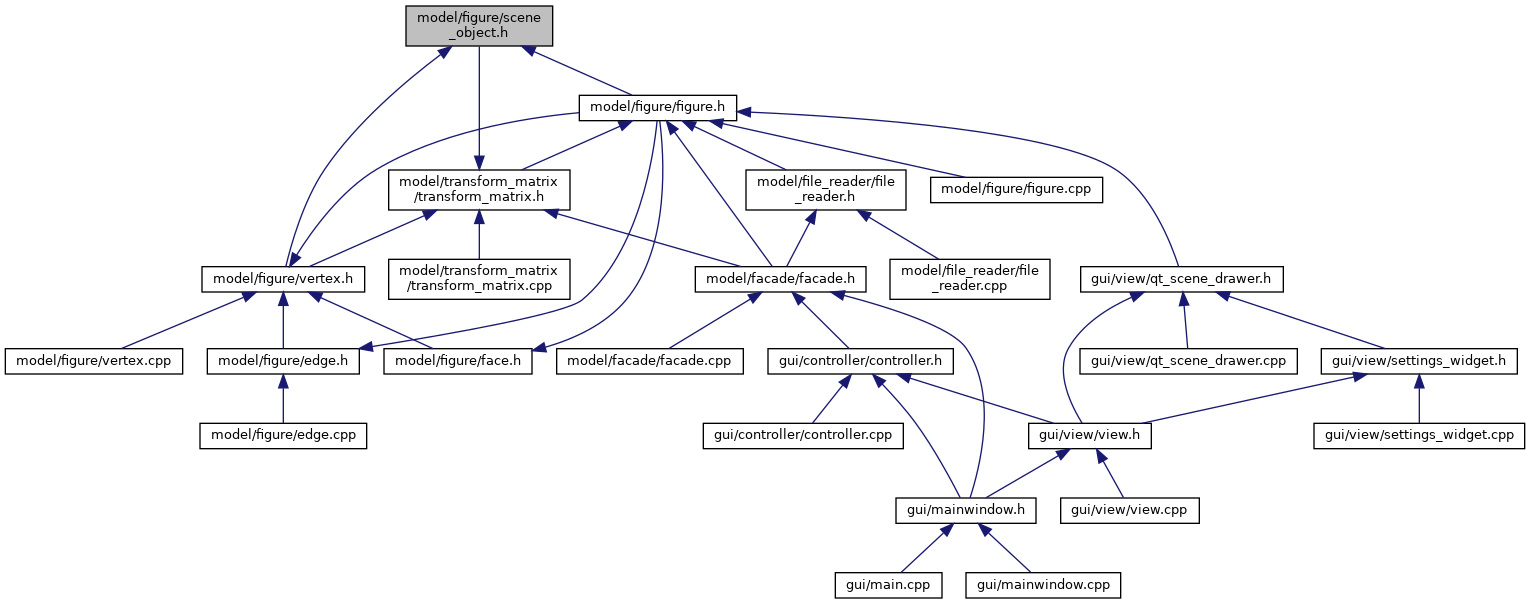 model/figure/scene
_object.h
model/figure/figure.h
model/transform_matrix
/transform_matrix.h
model/file_reader/file
_reader.h
model/figure/figure.cpp
model/figure/vertex.h
model/transform_matrix
/transform_matrix.cpp
model/facade/facade.h
model/file_reader/file
_reader.cpp
gui/view/qt_scene_drawer.h
model/figure/vertex.cpp
model/figure/edge.h
model/figure/face.h
model/facade/facade.cpp
gui/controller/controller.h
gui/view/qt_scene_drawer.cpp
gui/view/settings_widget.h
model/figure/edge.cpp
gui/controller/controller.cpp
gui/view/view.h
gui/view/settings_widget.cpp
gui/mainwindow.h
gui/view/view.cpp
gui/main.cpp
gui/mainwindow.cpp